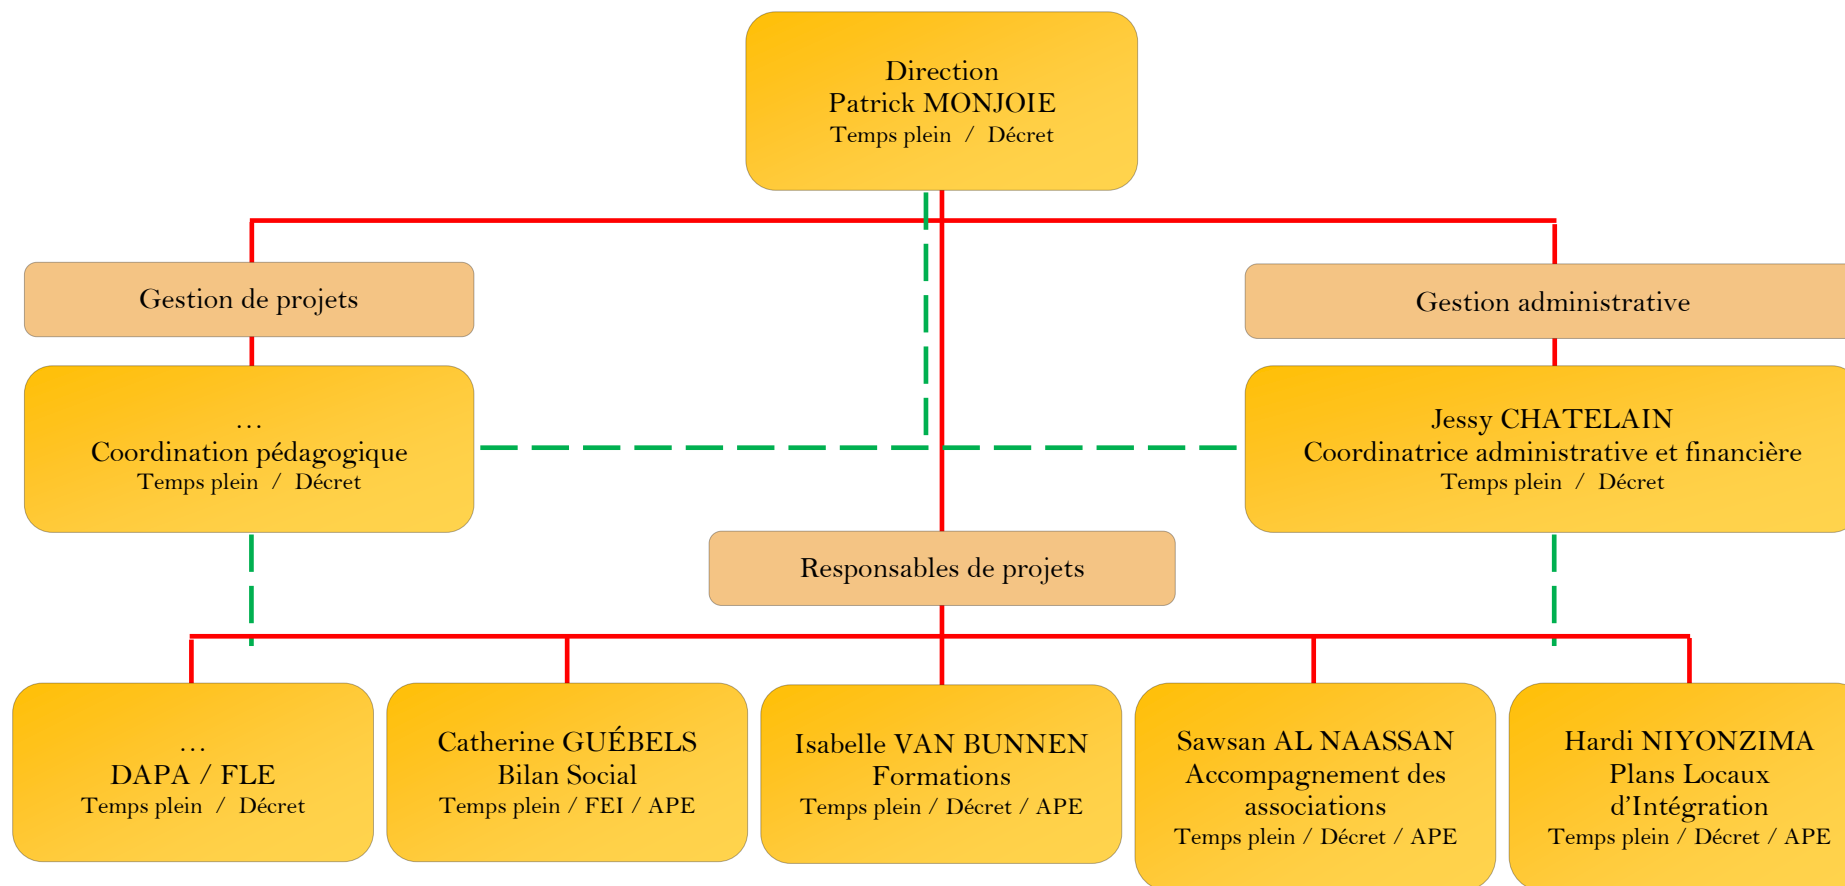 Direction
Patrick MONJOIE
Temps plein / Décret
Gestion de projets
Gestion administrative
…
Coordination pédagogique
Temps plein / Décret
Jessy CHATELAIN
Coordinatrice administrative et financière
Temps plein / Décret
Responsables de projets
…
DAPA / FLE
Temps plein / Décret
Catherine GUÉBELS
Bilan Social
Temps plein / FEI / APE
Isabelle VAN BUNNEN
Formations
Temps plein / Décret / APE
Sawsan AL NAASSAN
Accompagnement des
associations
Temps plein / Décret / APE
Hardi NIYONZIMA
Plans Locaux
d’Intégration
Temps plein / Décret / APE